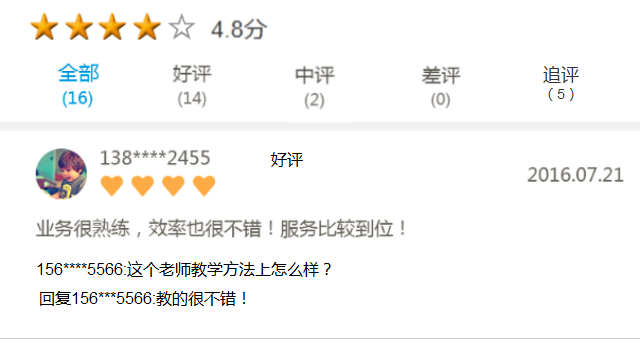 4.8分
全部 好评 中评 差评 追评
(16) (14) (2) (0) (5)
138****2455 好评
2016.07.21
业务很熟练，效率也很不错！服务比较到位！
156****5566:这个老师教学方法上怎么样？
回复156***5566:教的很不错！